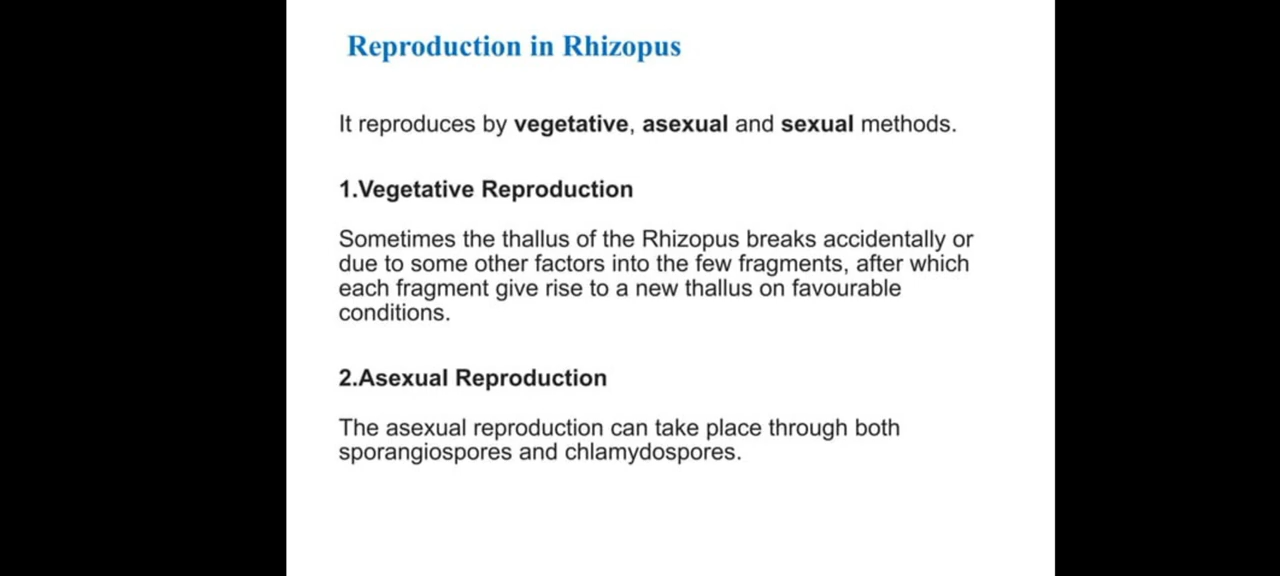 Reproduction in Rhizopus
It reproduces by vegetative, asexual and sexual methods.
1.Vegetative Reproduction
Sometimes the thallus of the Rhizopus breaks accidentally or
due to some other factors into the few fragments, after which
each fragment give rise to a new thallus on favourable
conditions.
2.Asexual Reproduction
The asexual reproduction can take place through both
sporangiospores and chlamydospores.